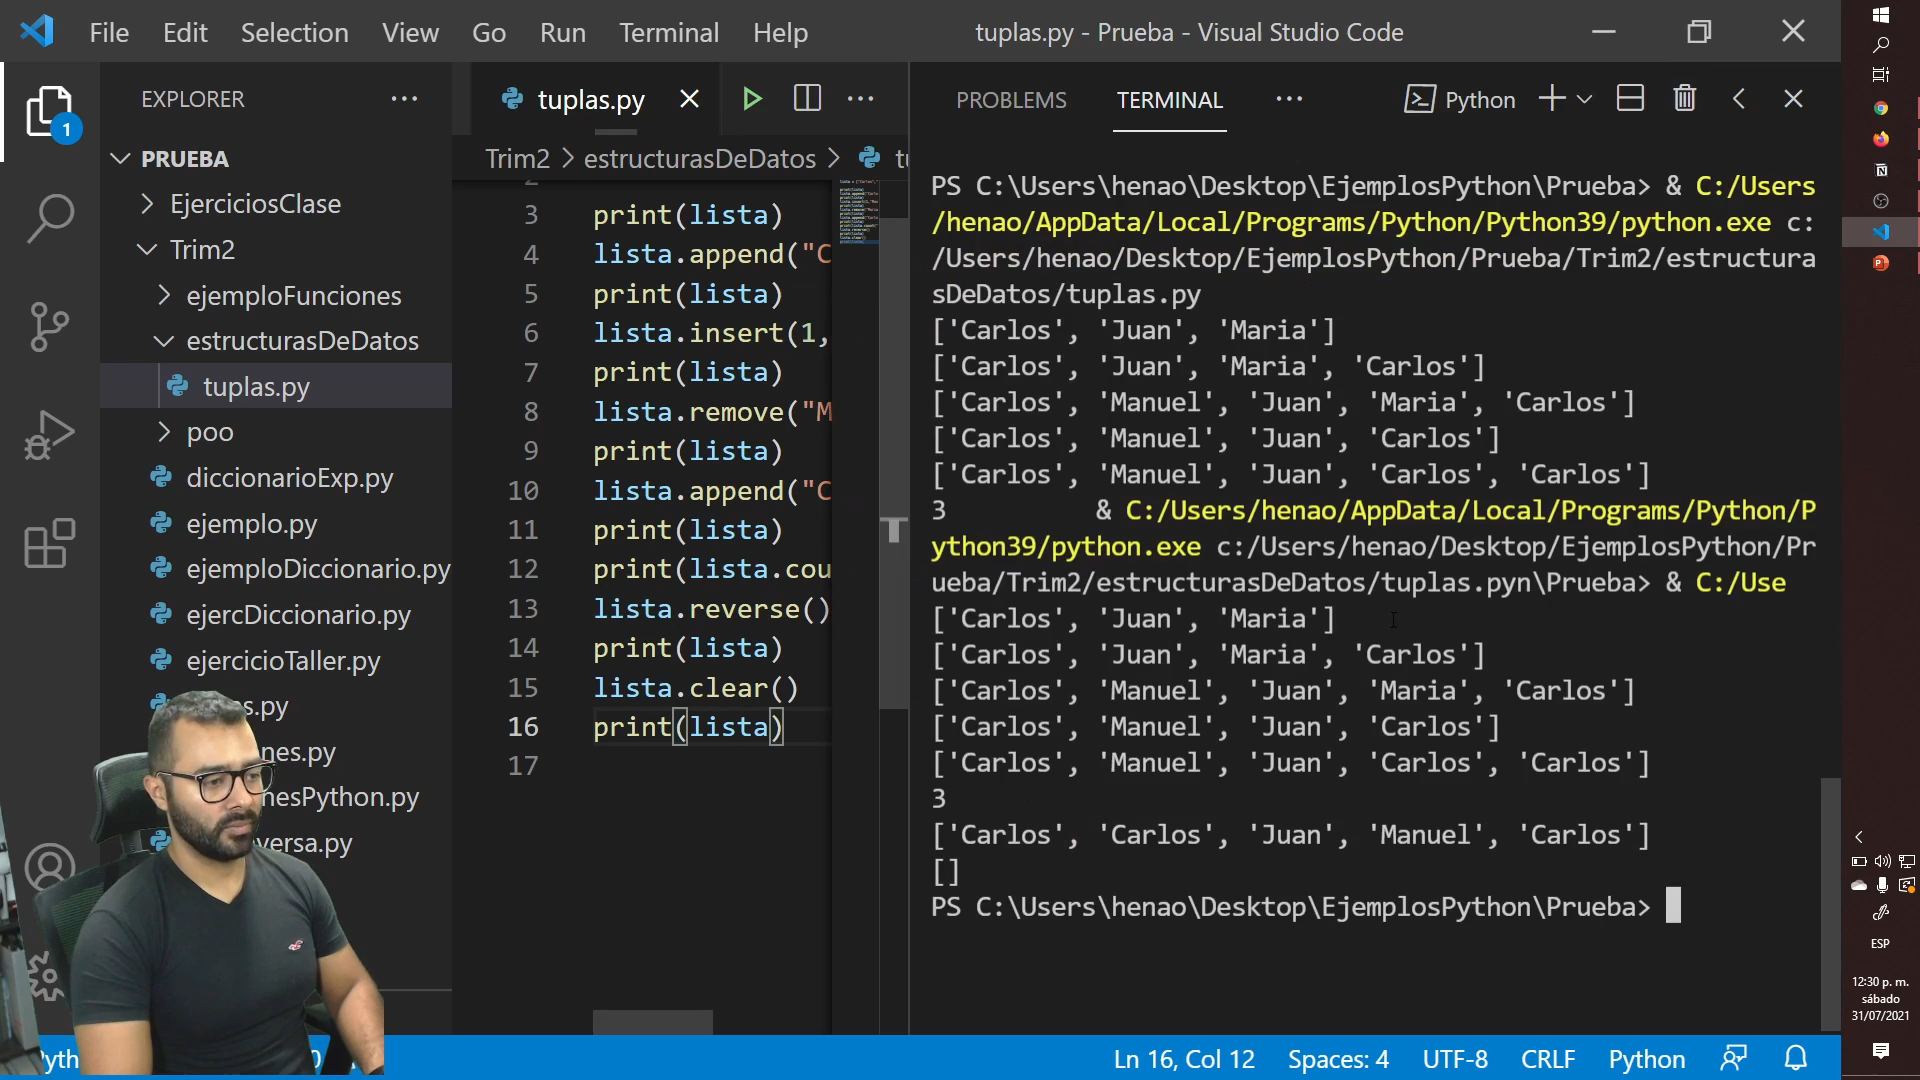 File Edit Selection View Go Run Terminal Help
tuplas.py - Prueba - Visual Studio Code
EXPLORER
1
PRUEBA
EjerciciosClase
Trim2
ejemploFunciones
estructurasDeDatos
tuplas.py
poo
diccionarioExp.py
ejemplo.py
ejemploDiccionario.py
ejercDiccionario.py
ejercicioTaller.py
s.py
nes.py
nesPython.py
versa.py
tuplas.py
Trim2 > estructurasDeDatos >
2
3 print(lista)
4 lista.append("C
5 print(lista)
6 lista.insert(1,
7 print(lista)
8 lista.remove("M
9 print(lista)
10 lista.append("C
11 print(lista)
12 print(lista.cou
13 lista.reverse()
14 print(lista)
15 lista.clear()
16 print(lista)
17
PROBLEMS TERMINAL
Python
PS C:\Users\henao\Desktop\EjemplosPython\Prueba> & C:/Users
/henao/AppData/Local/Programs/Python/Python39/python.exe c:
/Users/henao/Desktop/EjemplosPython/Prueba/Trim2/estructura
sDeDatos/tuplas.py
['Carlos', 'Juan', 'Maria']
['Carlos', 'Juan', 'Maria', 'Carlos']
['Carlos', 'Manuel', 'Juan', 'Maria', 'Carlos']
['Carlos', 'Manuel', 'Juan', 'Carlos']
['Carlos', 'Manuel', 'Juan', 'Carlos', 'Carlos']
3 & C:/Users/henao/AppData/Local/Programs/Python/P
ython39/python.exe c:/Users/henao/Desktop/EjemplosPython/Pr
ueba/Trim2/estructurasDeDatos/tuplas.pyn\Prueba> & C:/Use
['Carlos', 'Juan', 'Maria']
['Carlos', 'Juan', 'Maria', 'Carlos']
['Carlos', 'Manuel', 'Juan', 'Maria', 'Carlos']
['Carlos', 'Manuel', 'Juan', 'Carlos']
['Carlos', 'Manuel', 'Juan', 'Carlos', 'Carlos']
3
['Carlos', 'Carlos', 'Juan', 'Manuel', 'Carlos']
[]
PS C:\Users\henao\Desktop\EjemplosPython\Prueba>
Ln 16, Col 12 Spaces: 4 UTF-8 CRLF Python
ESP
12:30 p. m.
sábado
31/07/2021